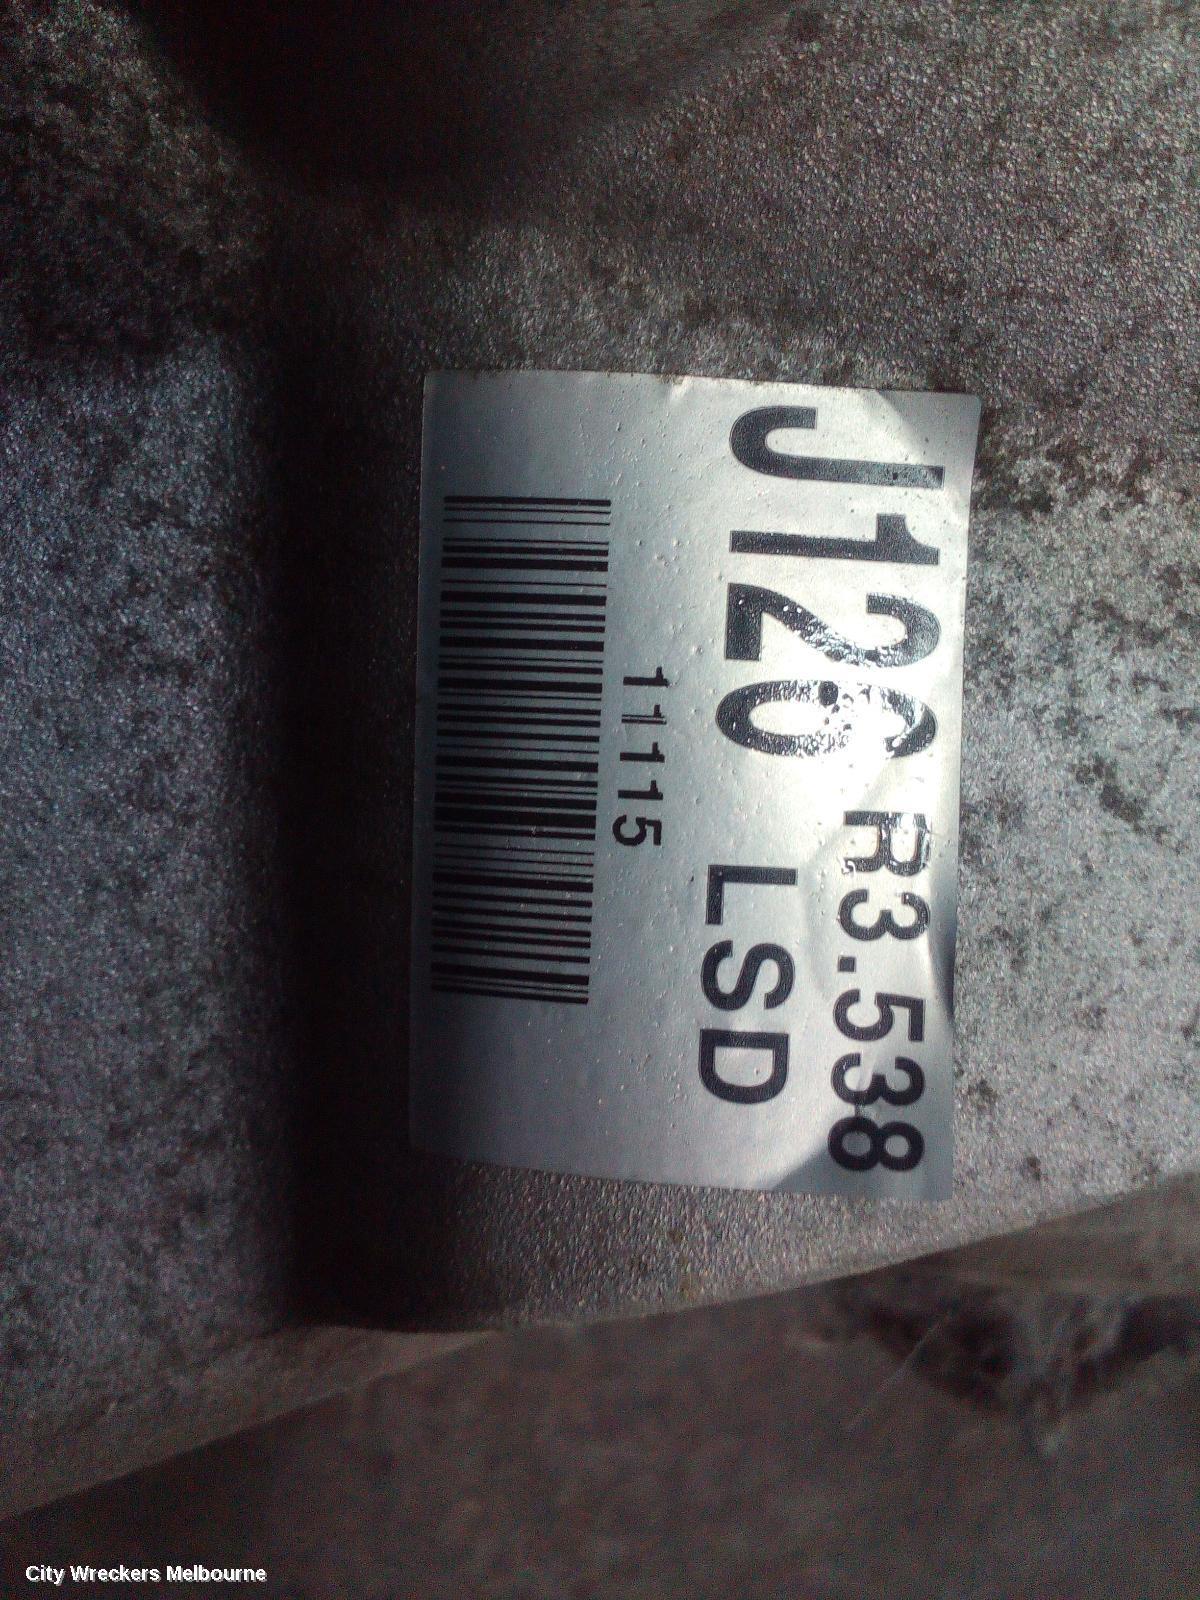 J120 R3.538
LSD
11115
City Wreckers Melbourne